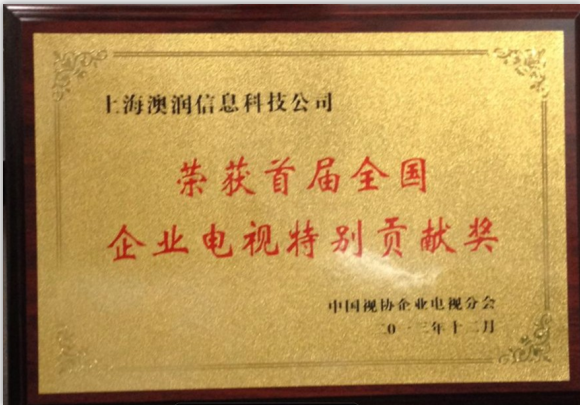 上海澳润信息科技公司
荣获首届全国
企业电视特别贡献奖
中国视协企业电视分会
二0一三年十二月